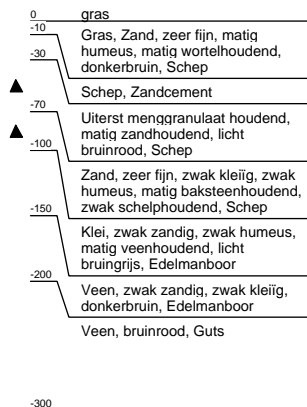 0 gras
-10
Gras, Zand, zeer fijn, matig
humeus, matig wortelhoudend,
donkerbruin, Schep
-30
Schep, Zandcement
-70
Uiterst menggranulaat houdend,
matig zandhoudend, licht
bruinrood, Schep
-100
Zand, zeer fijn, zwak kleiïg, zwak
humeus, matig baksteenhoudend,
zwak schelphoudend, Schep
-150
Klei, zwak zandig, zwak humeus,
matig veenhoudend, licht
bruingrijs, Edelmanboor
-200
Veen, zwak zandig, zwak kleiïg,
donkerbruin, Edelmanboor
Veen, bruinrood, Guts
-300